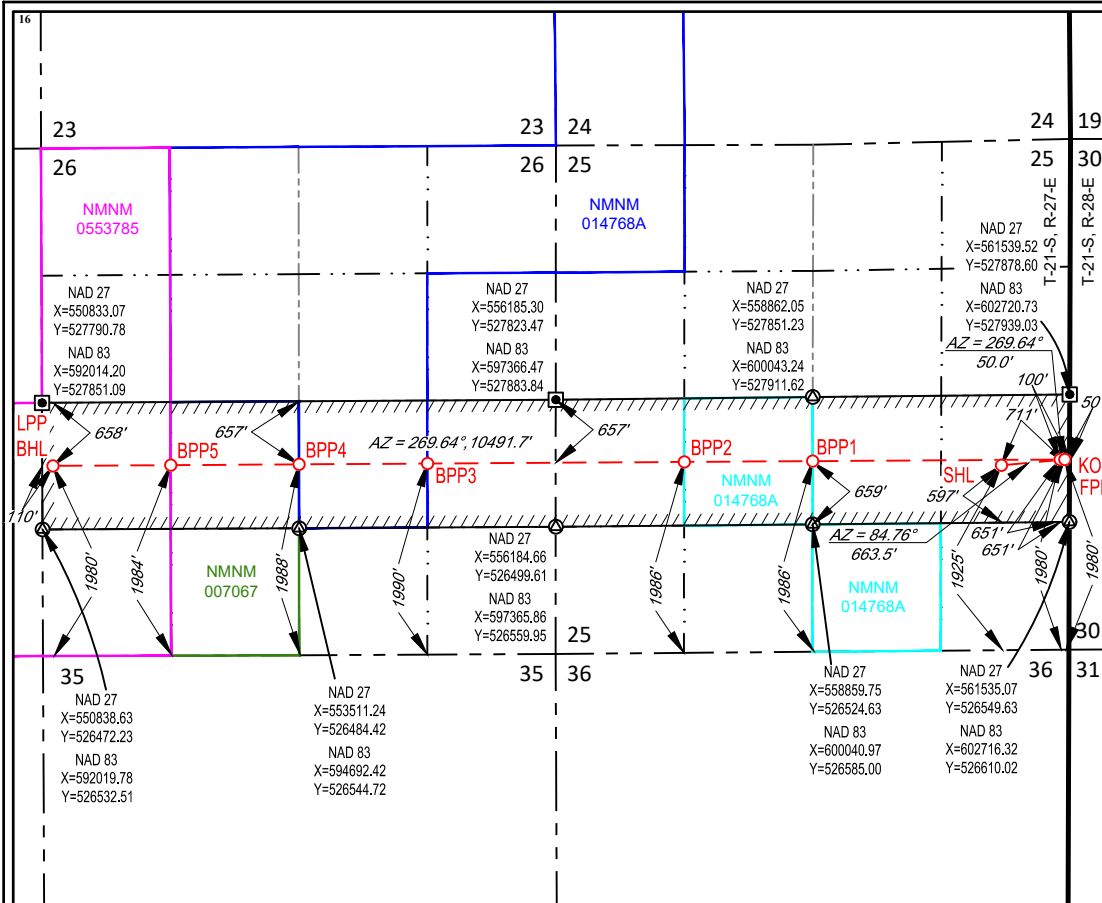 16
23
23
24
24
19
26
26
25
25
30
T-21-S, R-27-E
T-21-S, R-28-E
NMNM
0553785
NMNM
014768A
NAD 27
X=561539.52
Y=527878.60
NAD 83
X=602720.73
Y=527939.03
NAD 27
X=550833.07
Y=527790.78
NAD 83
X=592014.20
Y=527851.09
NAD 27
X=556185.30
Y=527823.47
NAD 83
X=597366.47
Y=527883.84
NAD 27
X=558862.05
Y=527851.23
NAD 83
X=600043.24
Y=527911.62
AZ = 269.64°
50.0'
100'
50
711'
LPP
BHL
658'
657'
AZ = 269.64°, 10491.7'
657'
BPP5
BPP4
BPP3
BPP2
BPP1
SHL
KO
FP
NMNM
014768A
659'
597'
110'
AZ = 84.76°
663.5'
651'
651'
1980'
1984'
1988'
1990'
1986'
1986'
1925'
1980'
1980'
NMNM
007067
NAD 27
X=556184.66
Y=526499.61
NAD 83
X=597365.86
Y=526559.95
NMNM
014768A
25
30
35
35
36
36
31
NAD 27
X=550838.63
Y=526472.23
NAD 83
X=592019.78
Y=526532.51
NAD 27
X=553511.24
Y=526484.42
NAD 83
X=594692.42
Y=526544.72
NAD 27
X=558859.75
Y=526524.63
NAD 83
X=600040.97
Y=526585.00
NAD 27
X=561535.07
Y=526549.63
NAD 83
X=602716.32
Y=526610.02